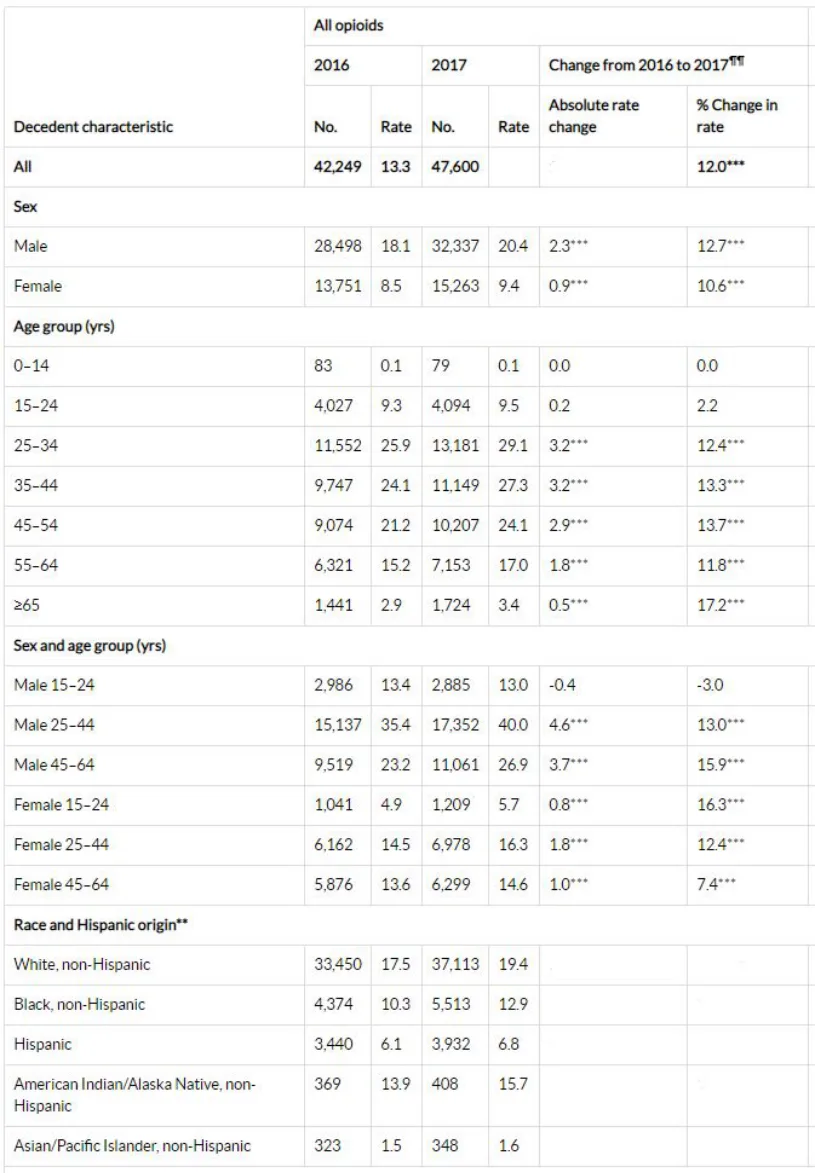 All opioids
2016 2017 Change from 2016 to 2017¶¶
Absolute rate % Change in
Decedent characteristic No. Rate No. Rate change rate
All 42,249 13.3 47,600 12.0***
Sex
Male 28,498 18.1 32,337 20.4 2.3*** 12.7***
Female 13,751 8.5 15,263 9.4 0.9*** 10.6***
Age group (yrs)
0–14 83 0.1 79 0.1 0.0 0.0
15–24 4,027 9.3 4,094 9.5 0.2 2.2
25–34 11,552 25.9 13,181 29.1 3.2*** 12.4***
35–44 9,747 24.1 11,149 27.3 3.2*** 13.3***
45–54 9,074 21.2 10,207 24.1 2.9*** 13.7***
55–64 6,321 15.2 7,153 17.0 1.8*** 11.8***
≥65 1,441 2.9 1,724 3.4 0.5*** 17.2***
Sex and age group (yrs)
Male 15–24 2,986 13.4 2,885 13.0 -0.4 -3.0
Male 25–44 15,137 35.4 17,352 40.0 4.6*** 13.0***
Male 45–64 9,519 23.2 11,061 26.9 3.7*** 15.9***
Female 15–24 1,041 4.9 1,209 5.7 0.8*** 16.3***
Female 25–44 6,162 14.5 6,978 16.3 1.8*** 12.4***
Female 45–64 5,876 13.6 6,299 14.6 1.0*** 7.4***
Race and Hispanic origin**
White, non-Hispanic 33,450 17.5 37,113 19.4
Black, non-Hispanic 4,374 10.3 5,513 12.9
Hispanic 3,440 6.1 3,932 6.8
American Indian/Alaska Native, non- 369 13.9 408 15.7
Hispanic
Asian/Pacific Islander, non-Hispanic 323 1.5 348 1.6